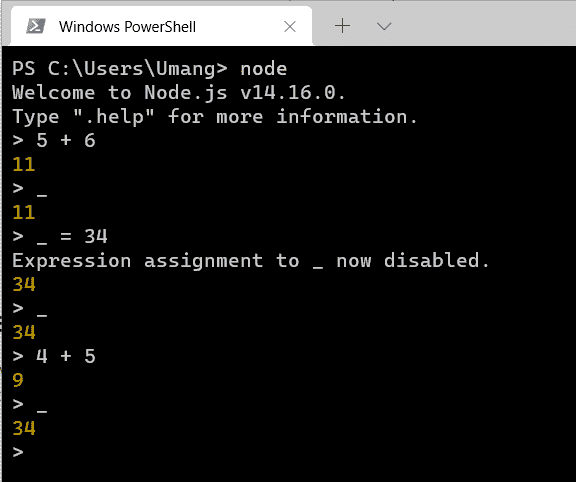 Windows PowerShell
PS C:\Users\Umang> node
Welcome to Node.js v14.16.0.
Type ".help" for more information.
> 5 + 6
11
> _
11
> _ = 34
Expression assignment to _ now disabled.
34
> _
34
> 4 + 5
9
> _
34
>